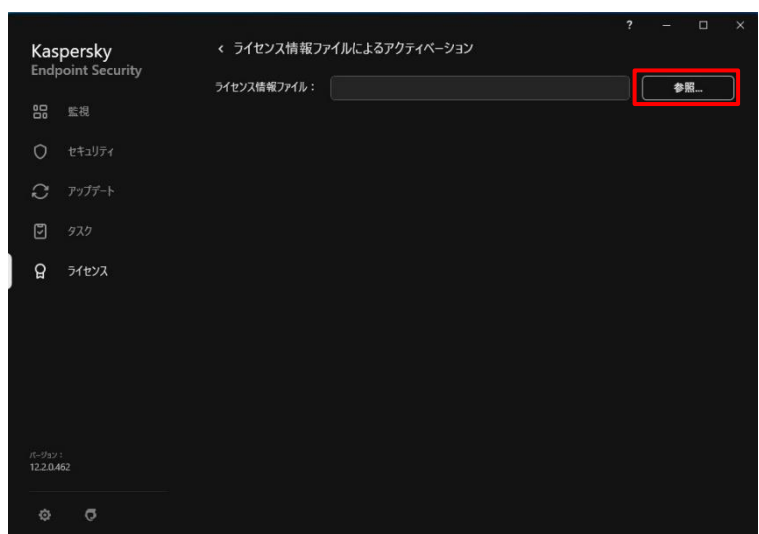 ?
Kaspersky
Endpoint Security
< ライセンス情報ファイルによるアクティベーション
ライセンス情報ファイル：
参照...
監視
セキュリティ
アップデート
タスク
ライセンス
バージョン：
12.2.0.462